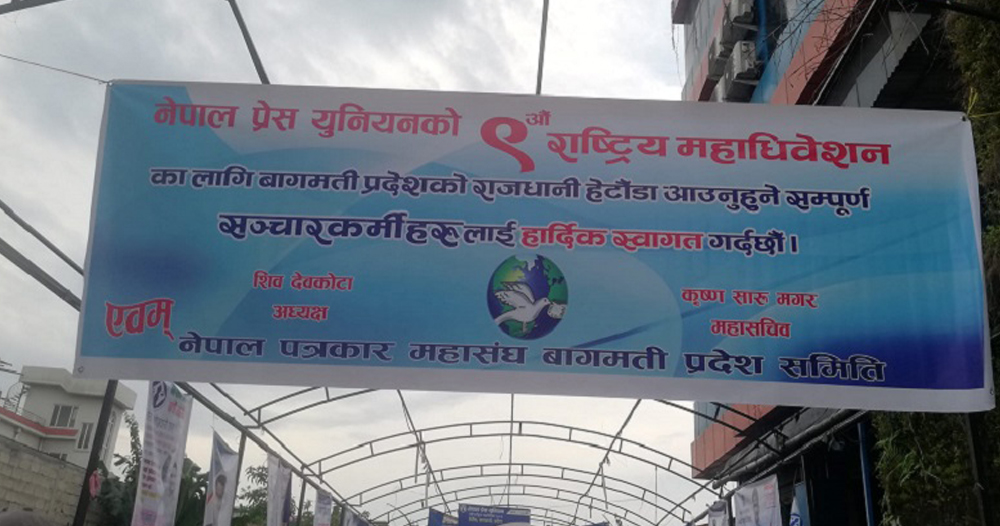 नेपाल प्रेस युनियनको ९औं राष्ट्रिय महाधिवेशन
का लागि बागमती प्रदेशको राजधानी हेटौंडा आउनुहुने सम्पूर्ण
सञ्चारकर्मीहरूलाई हार्दिक स्वागत गर्दछौं।
शिव देवकोटा
अध्यक्ष
कृष्ण सारु मगर
महासचिव
एवम्
नेपाल पत्रकार महासंघ बागमती प्रदेश समिति